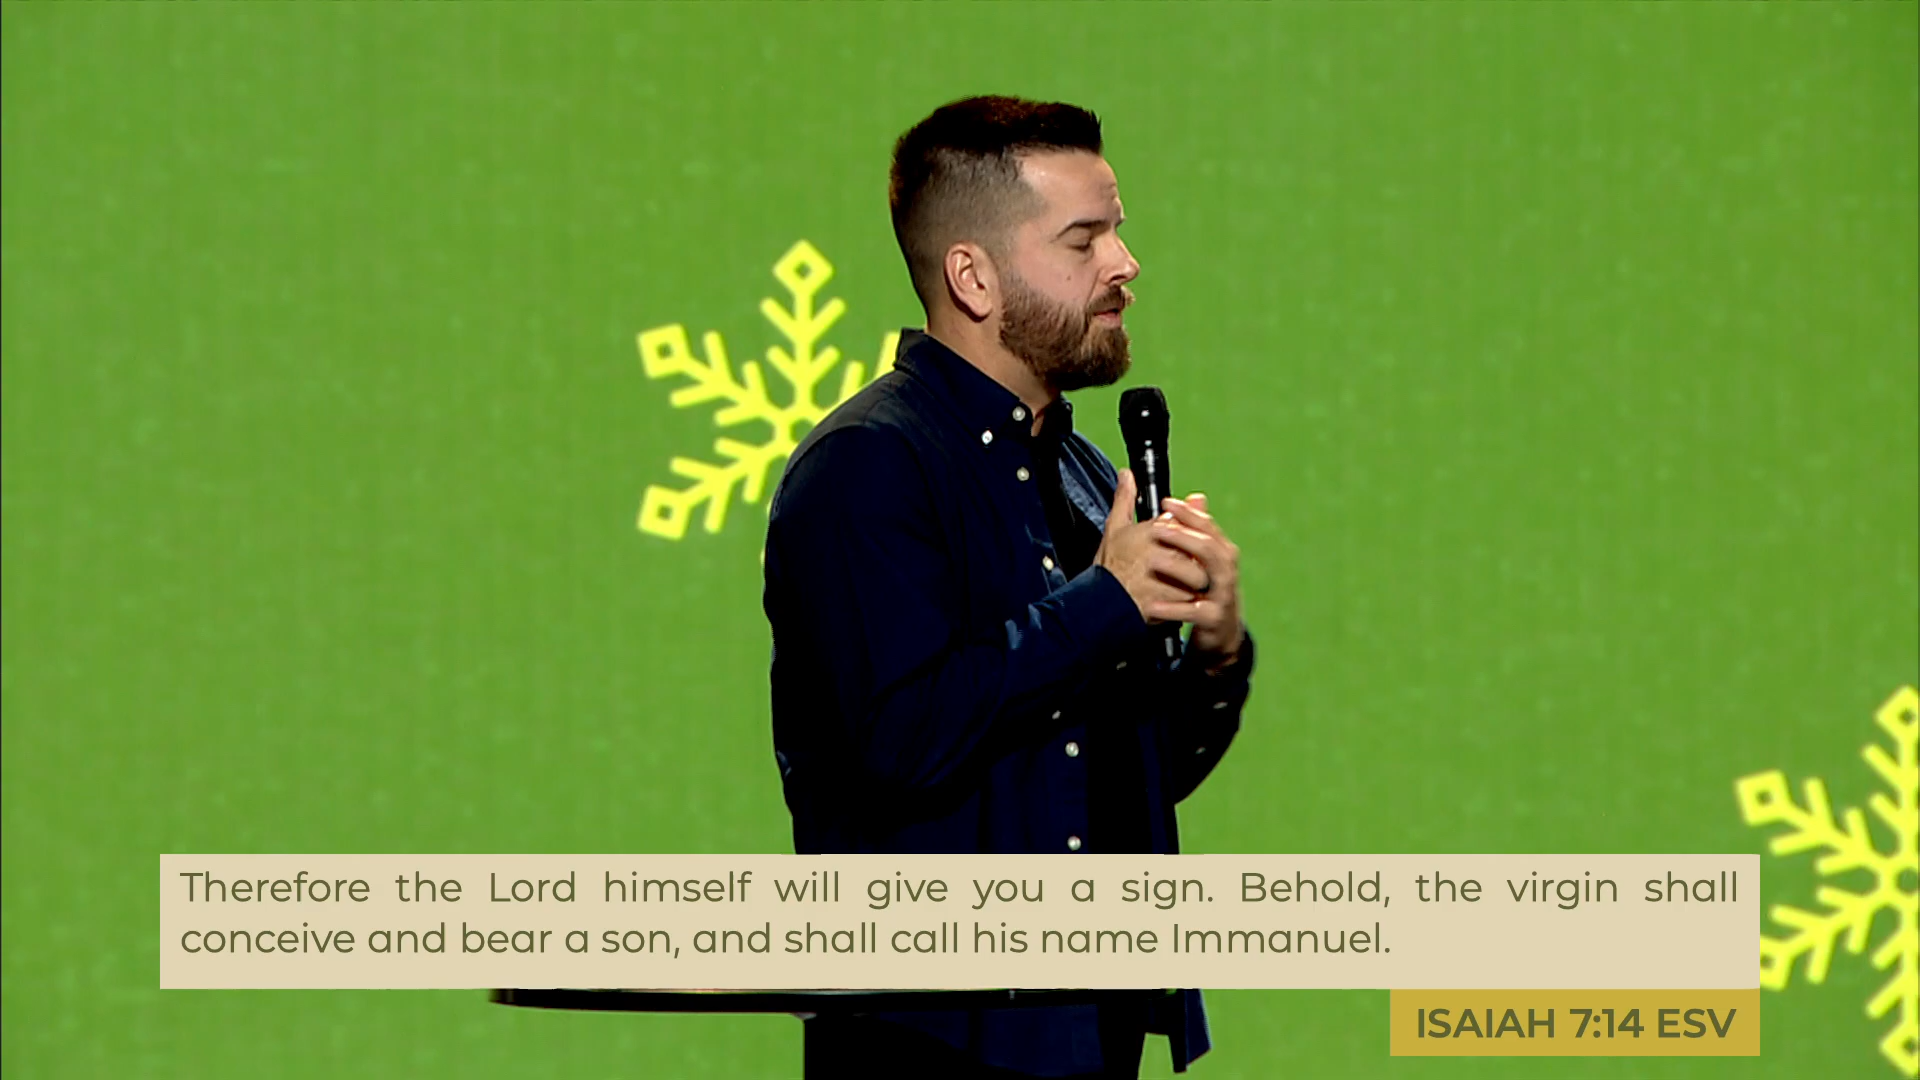 Therefore the Lord himself will give you a sign. Behold, the virgin shall
conceive and bear a son, and shall call his name Immanuel.
ISAIAH 7:14 ESV